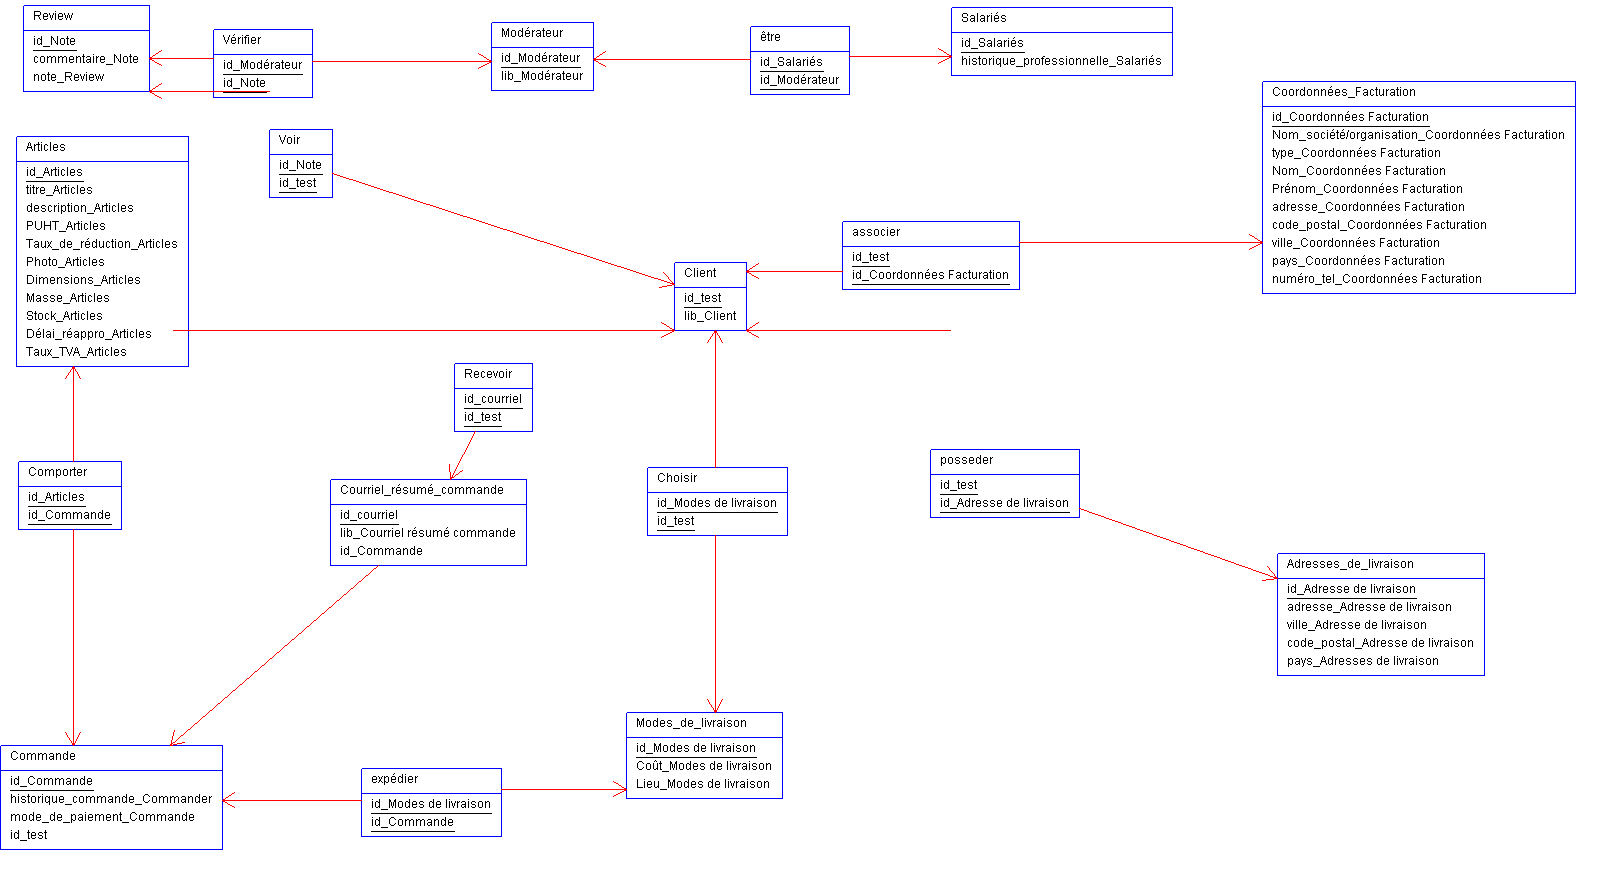 Review
id_Note
commentaire_Note
note_Review
Vérifier
id_Modérateur
id_Note
Modérateur
id_Modérateur
lib_Modérateur
être
id_Salariés
id_Modérateur
Salariés
id_Salariés
historique_professionnelle_Salariés
Coordonnées_Facturation
id_Coordonnées Facturation
Nom_société/organisation_Coordonnées Facturation
type_Coordonnées Facturation
Nom_Coordonnées Facturation
Prénom_Coordonnées Facturation
adresse_Coordonnées Facturation
code_postal_Coordonnées Facturation
ville_Coordonnées Facturation
pays_Coordonnées Facturation
numéro_tel_Coordonnées Facturation
Articles
id_Articles
titre_Articles
description_Articles
PUHT_Articles
Taux_de_réduction_Articles
Photo_Articles
Dimensions_Articles
Masse_Articles
Stock_Articles
Délai_réappro_Articles
Taux_TVA_Articles
Voir
id_Note
id_test
associer
id_test
id_Coordonnées Facturation
Client
id_test
lib_Client
Recevoir
id_courriel
id_test
Comporter
id_Articles
id_Commande
Courriel_résumé_commande
id_courriel
lib_Courriel résumé commande
id_Commande
Choisir
id_Modes de livraison
id_test
posseder
id_test
id_Adresse de livraison
Adresses_de_livraison
id_Adresse de livraison
adresse_Adresse de livraison
ville_Adresse de livraison
code_postal_Adresse de livraison
pays_Adresses de livraison
Modes_de_livraison
id_Modes de livraison
Coût_Modes de livraison
Lieu_Modes de livraison
Commande
id_Commande
historique_commande_Commander
mode_de_paiement_Commande
id_test
expédier
id_Modes de livraison
id_Commande